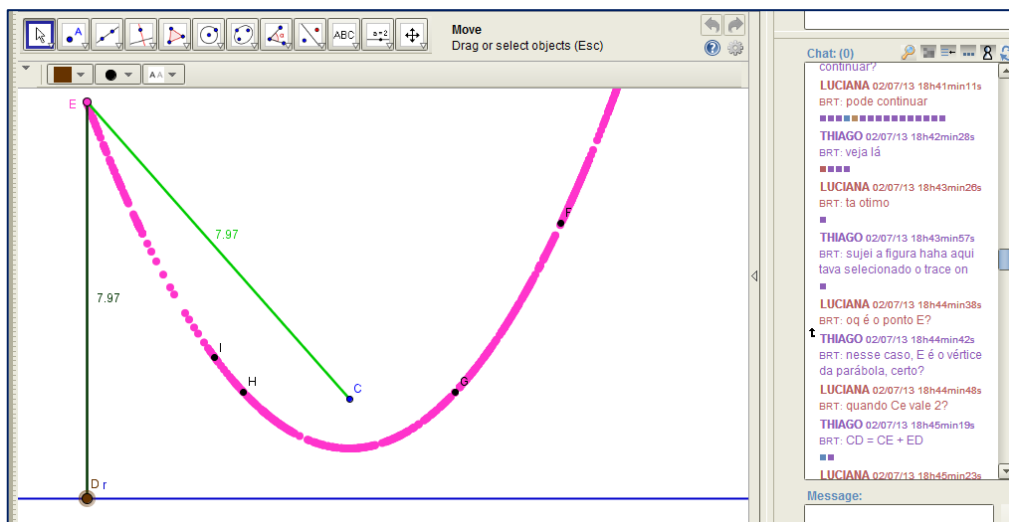 Move
Drag or select objects (Esc)
A
ABC
a=2
AA
E
7.97
7.97
F
I
H
G
C
D r
Chat: (0)
continuar?
LUCIANA 02/07/13 18h41min11s
BRT: pode continuar
THIAGO 02/07/13 18h42min28s
BRT: veja lá
LUCIANA 02/07/13 18h43min26s
BRT: ta otimo
THIAGO 02/07/13 18h43min57s
BRT: sujei a figura haha aqui
tava selecionado o trace on
LUCIANA 02/07/13 18h44min38s
BRT: oq é o ponto E?
THIAGO 02/07/13 18h44min42s
BRT: nesse caso, E é o vértice
da parábola, certo?
LUCIANA 02/07/13 18h44min48s
BRT: quando Ce vale 2?
THIAGO 02/07/13 18h45min19s
BRT: CD = CE + ED
LUCIANA 02/07/13 18h45min23s
Message: